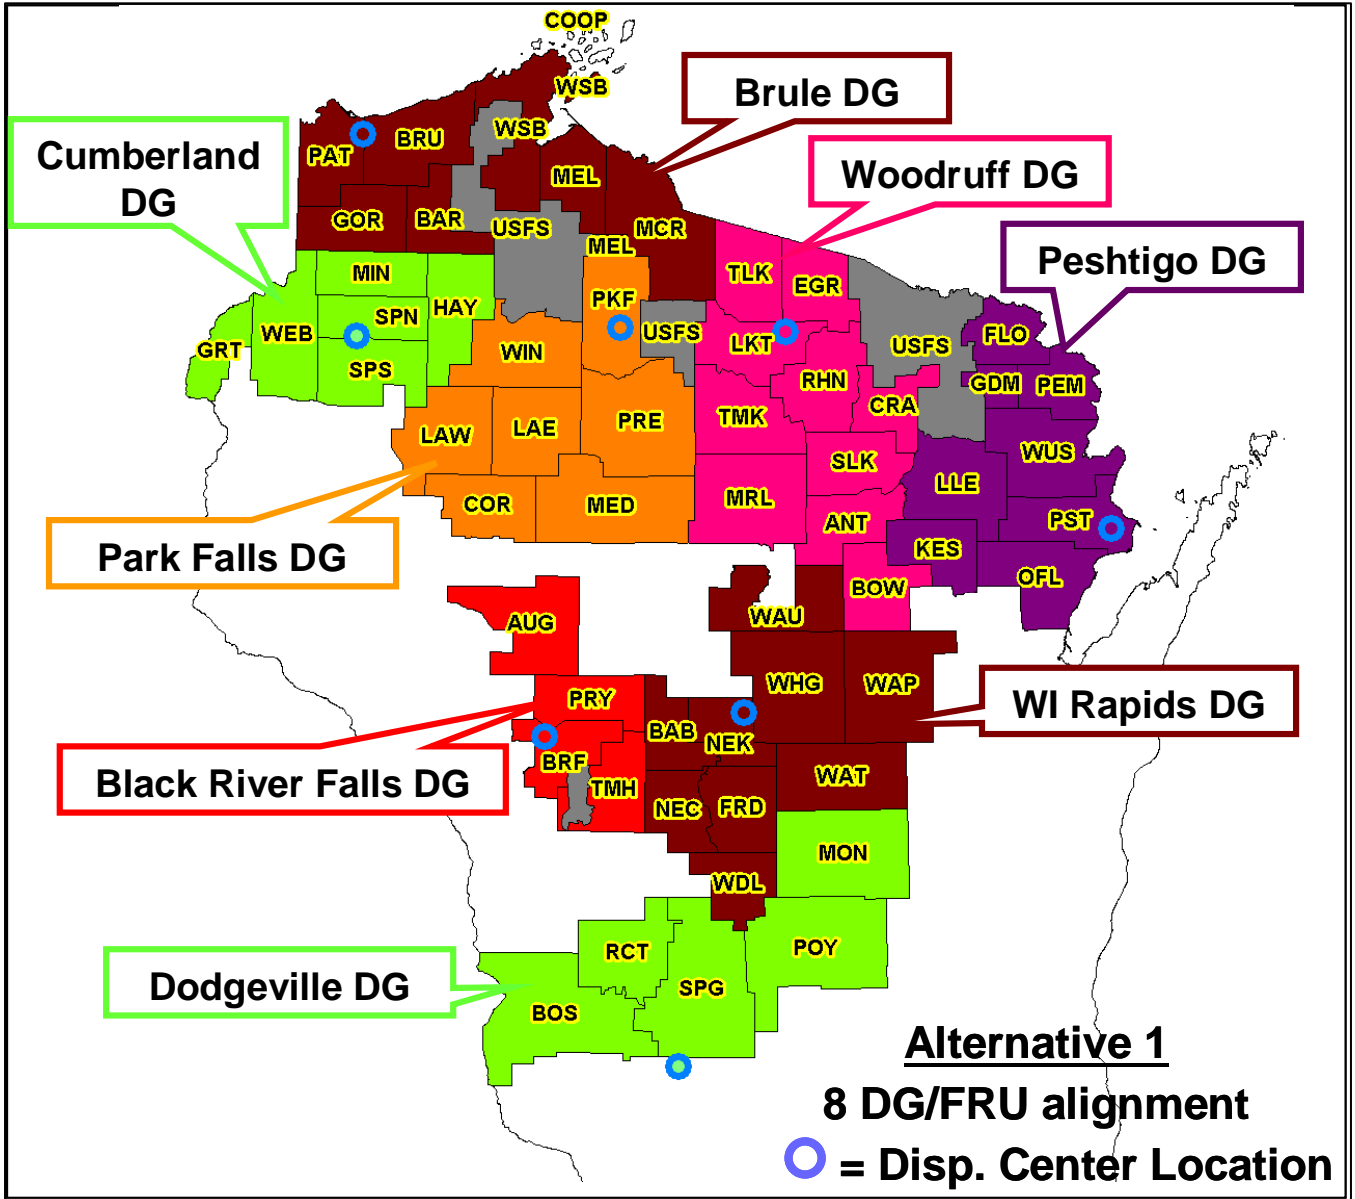 COOP
WSB
Brule DG
WSB
BRU
PAT
Cumberland
DG
Woodruff DG
MEL
GOR
BAR
USFS
MCR
MEL
Peshtigo DG
MIN
TLK
EGR
HAY
PKF
SPN
WEB
USFS
FLO
GRT
WIN
LKT
USFS
SPS
RHN
GDM
PEM
CRA
LAW
LAE
PRE
TMK
WUS
SLK
LLE
COR
MED
MRL
ANT
PST
Park Falls DG
KES
OFL
BOW
AUG
WAU
WHG
WAP
PRY
WI Rapids DG
BAB
NEK
BRF
Black River Falls DG
TMH
WAT
NEC
FRD
MON
WDL
RCT
POY
Dodgeville DG
SPG
BOS
Alternative 1
8 DG/FRU alignment
= Disp. Center Location